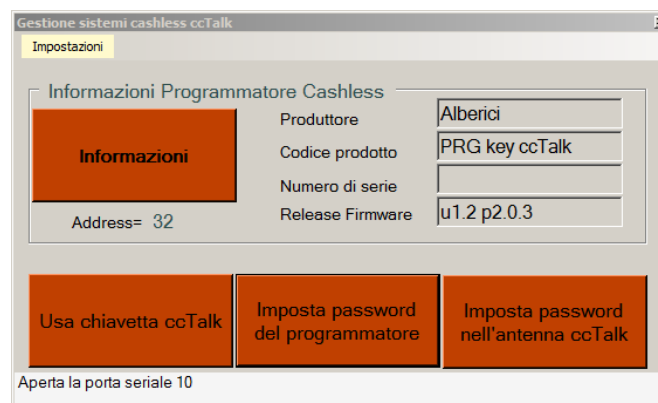 Gestione sistemi cashless ccTalk
Impostazioni
Informazioni Programmatore Cashless
Informazioni
Produttore
Alberici
Codice prodotto
PRG key ccTalk
Numero di serie
Address= 32
Release Firmware
u1.2 p2.0.3
Usa chiavetta ccTalk
Imposta password
del programmatore
Imposta password
nell'antenna ccTalk
Aperta la porta seriale 10